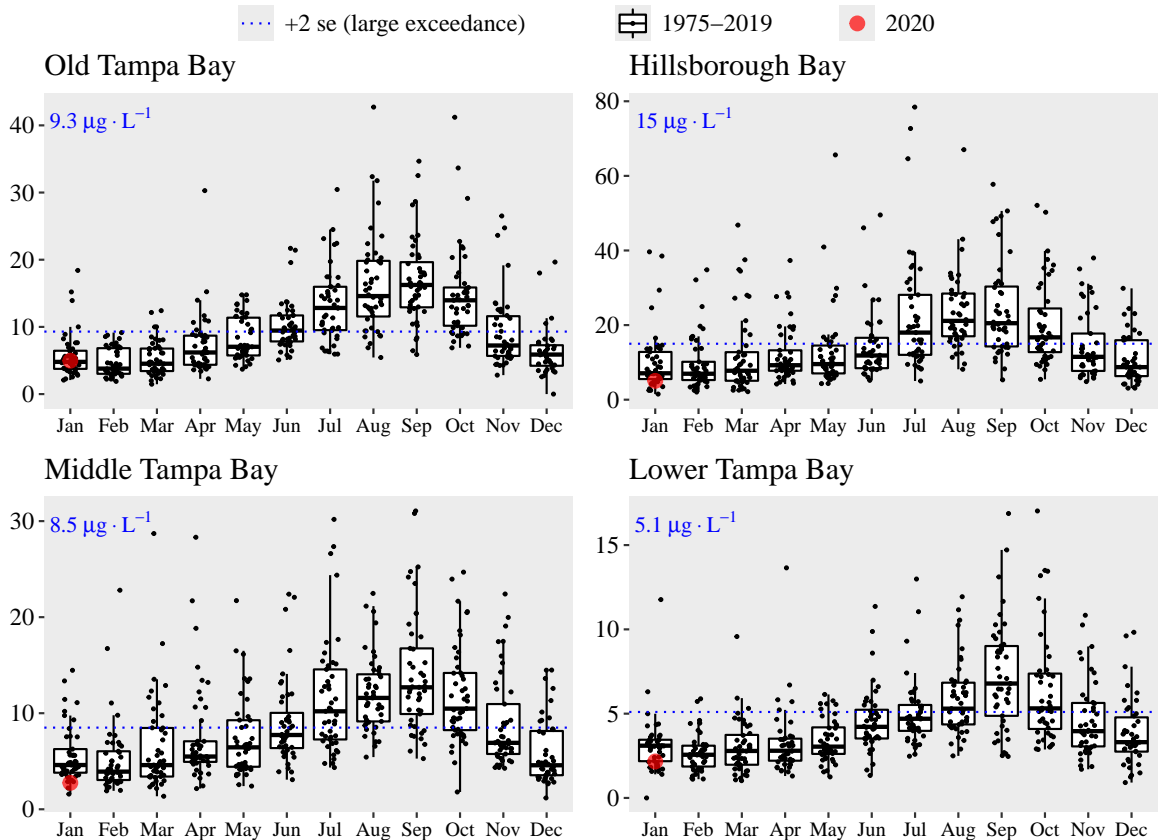 +2 se (large exceedance) 1975–2019 2020
Old Tampa Bay
9.3 μg · L⁻¹
40
30
20
10
0
Jan Feb Mar Apr May Jun Jul Aug Sep Oct Nov Dec
Hillsborough Bay
15 μg · L⁻¹
80
60
40
20
0
Jan Feb Mar Apr May Jun Jul Aug Sep Oct Nov Dec
Middle Tampa Bay
8.5 μg · L⁻¹
30
20
10
0
Jan Feb Mar Apr May Jun Jul Aug Sep Oct Nov Dec
Lower Tampa Bay
5.1 μg · L⁻¹
15
10
5
0
Jan Feb Mar Apr May Jun Jul Aug Sep Oct Nov Dec